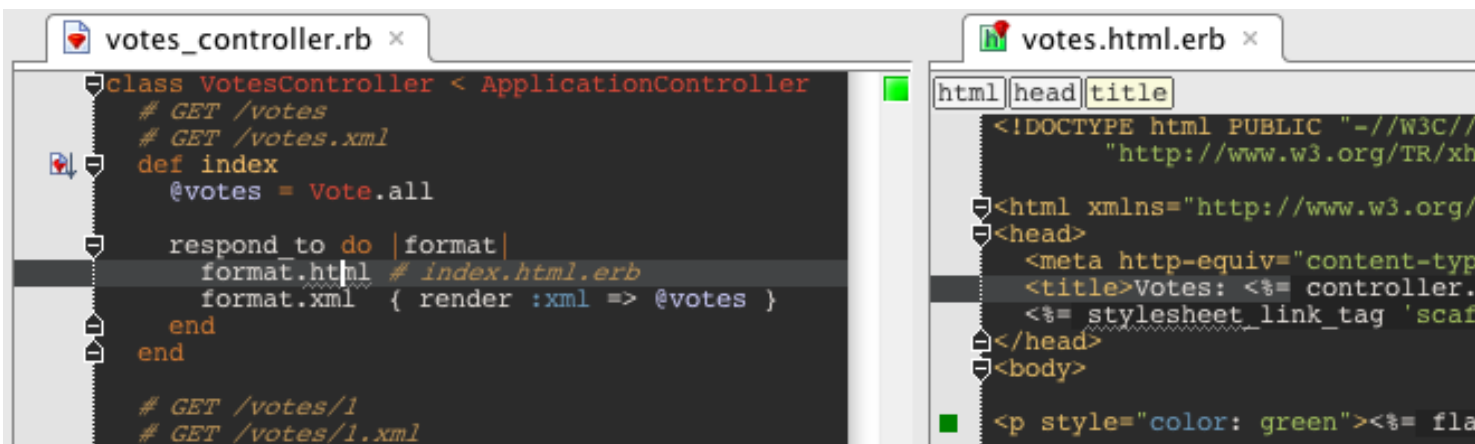 votes_controller.rb ×
class VotesController < ApplicationController
# GET /votes
# GET /votes.xml
def index
@votes = Vote.all
respond_to do |format|
format.html # index.html.erb
format.xml { render :xml => @votes }
end
end
# GET /votes/1
# GET /votes/1.xml
votes.html.erb ×
html head title
<!DOCTYPE html PUBLIC "-//W3C//
"http://www.w3.org/TR/xh
<html xmlns="http://www.w3.org/
<head>
<meta http-equiv="content-typ
<title>Votes: <%= controller.
<%= stylesheet_link_tag 'scaf
</head>
<body>
<p style="color: green"><%= fla